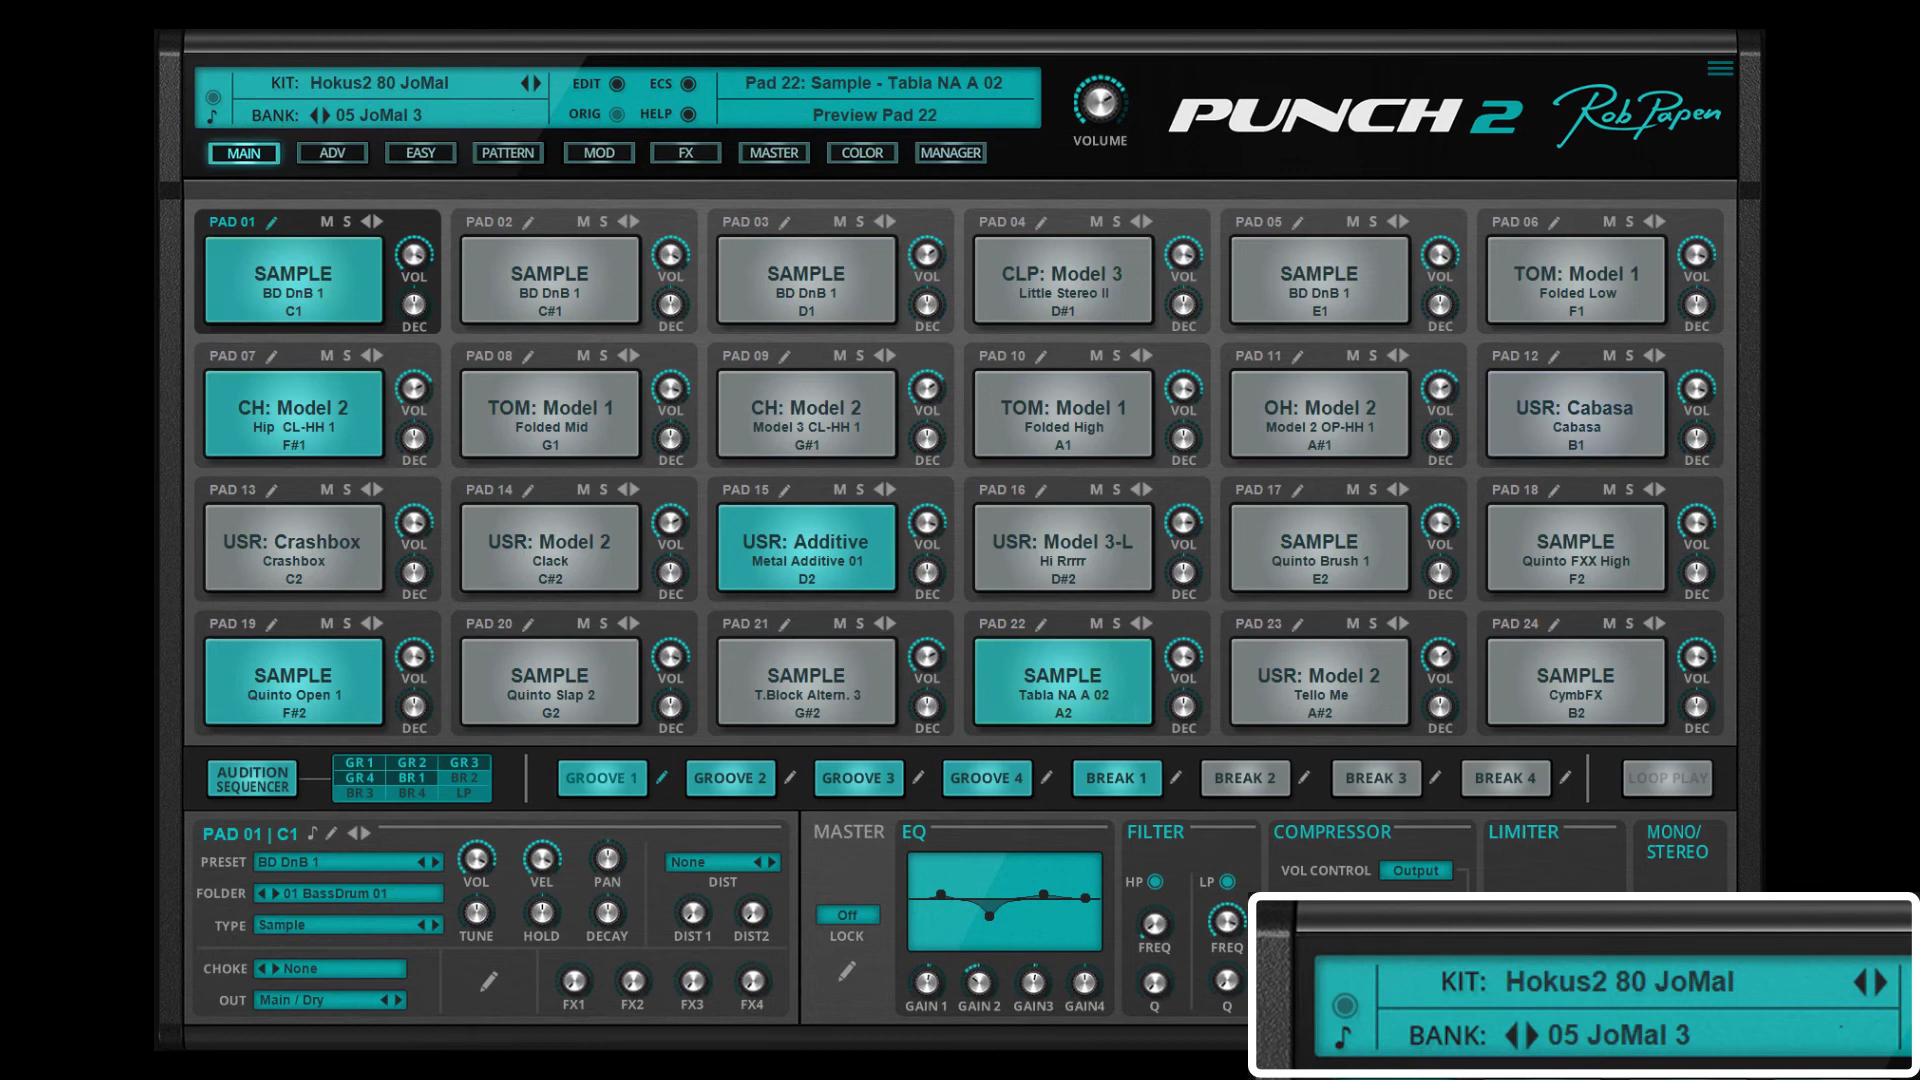 KIT: Hokus2 80 JoMal
BANK: 05 JoMal 3
EDIT ECS
ORIG HELP
Pad 22: Sample - Tabla NA A 02
Preview Pad 22
VOLUME
PUNCH 2
Rob Papen
MAIN ADV EASY PATTERN MOD FX MASTER COLOR MANAGER
PAD 01 M S
SAMPLE
BD DnB 1
C1
VOL
DEC
PAD 02 M S
SAMPLE
BD DnB 1
C#1
VOL
DEC
PAD 03 M S
SAMPLE
BD DnB 1
D1
VOL
DEC
PAD 04 M S
CLP: Model 3
Little Stereo II
D#1
VOL
DEC
PAD 05 M S
SAMPLE
BD DnB 1
E1
VOL
DEC
PAD 06 M S
TOM: Model 1
Folded Low
F1
VOL
DEC
PAD 07 M S
CH: Model 2
Hip CL-HH 1
F#1
VOL
DEC
PAD 08 M S
TOM: Model 1
Folded Mid
G1
VOL
DEC
PAD 09 M S
CH: Model 2
Model 3 CL-HH 1
G#1
VOL
DEC
PAD 10 M S
TOM: Model 1
Folded High
A1
VOL
DEC
PAD 11 M S
OH: Model 2
Model 2 OP-HH 1
A#1
VOL
DEC
PAD 12 M S
USR: Cabasa
Cabasa
B1
VOL
DEC
PAD 13 M S
USR: Crashbox
Crashbox
C2
VOL
DEC
PAD 14 M S
USR: Model 2
Clack
C#2
VOL
DEC
PAD 15 M S
USR: Additive
Metal Additive 01
D2
VOL
DEC
PAD 16 M S
USR: Model 3-L
Hi Rrrrr
D#2
VOL
DEC
PAD 17 M S
SAMPLE
Quinto Brush 1
E2
VOL
DEC
PAD 18 M S
SAMPLE
Quinto FXX High
F2
VOL
DEC
PAD 19 M S
SAMPLE
Quinto Open 1
F#2
VOL
DEC
PAD 20 M S
SAMPLE
Quinto Slap 2
G2
VOL
DEC
PAD 21 M S
SAMPLE
T.Block Altern. 3
G#2
VOL
DEC
PAD 22 M S
SAMPLE
Tabla NA A 02
A2
VOL
DEC
PAD 23 M S
USR: Model 2
Tello Me
A#2
VOL
DEC
PAD 24 M S
SAMPLE
CymbFX
B2
VOL
DEC
AUDITION
SEQUENCER
GR 1 GR 2 GR 3
GR 4 BR 1 BR 2
BR 3 BR 4 LP
GROOVE 1 GROOVE 2 GROOVE 3 GROOVE 4 BREAK 1 BREAK 2 BREAK 3 BREAK 4 LOOP PLAY
PAD 01 | C1
PRESET BD DnB 1
FOLDER 01 BassDrum 01
TYPE Sample
CHOKE None
OUT Main / Dry
VOL VEL PAN
TUNE HOLD DECAY
None
DIST
DIST 1 DIST2
FX1 FX2 FX3 FX4
MASTER
Off
LOCK
EQ
GAIN 1 GAIN 2 GAIN3 GAIN4
FILTER
HP LP
FREQ FREQ
Q Q
COMPRESSOR
VOL CONTROL Output
LIMITER
MONO/
STEREO
KIT: Hokus2 80 JoMal
BANK: 05 JoMal 3